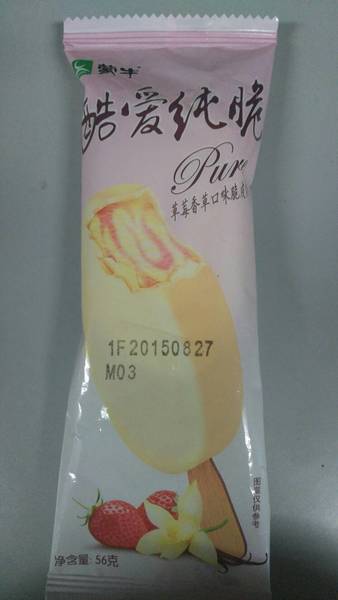 蒙牛
酷爱纯脆
Pure
草莓香草口味脆皮
1F20150827
M03
图案仅供参考
净含量: 56克